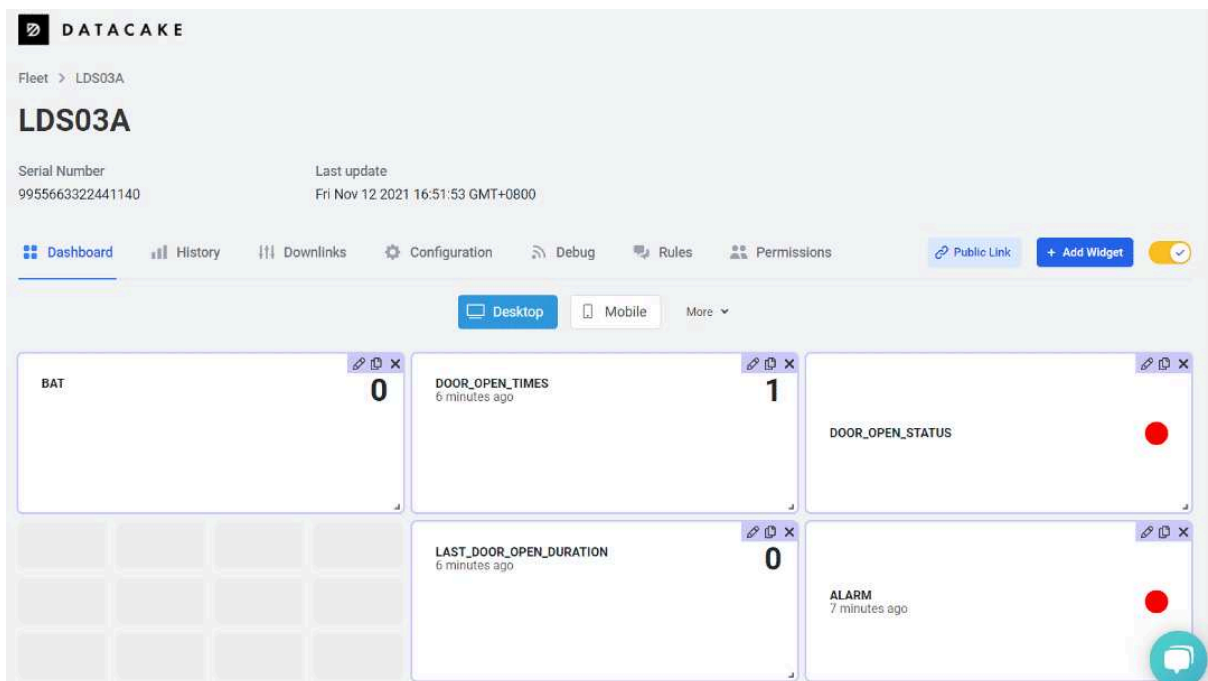 DATACAKE
Fleet > LDS03A
LDS03A
Serial Number
9955663322441140
Last update
Fri Nov 12 2021 16:51:53 GMT+0800
Dashboard History Downlinks Configuration Debug Rules Permissions Public Link + Add Widget
Desktop Mobile More
BAT
0
DOOR_OPEN_TIMES
6 minutes ago
1
DOOR_OPEN_STATUS
LAST_DOOR_OPEN_DURATION
6 minutes ago
0
ALARM
7 minutes ago